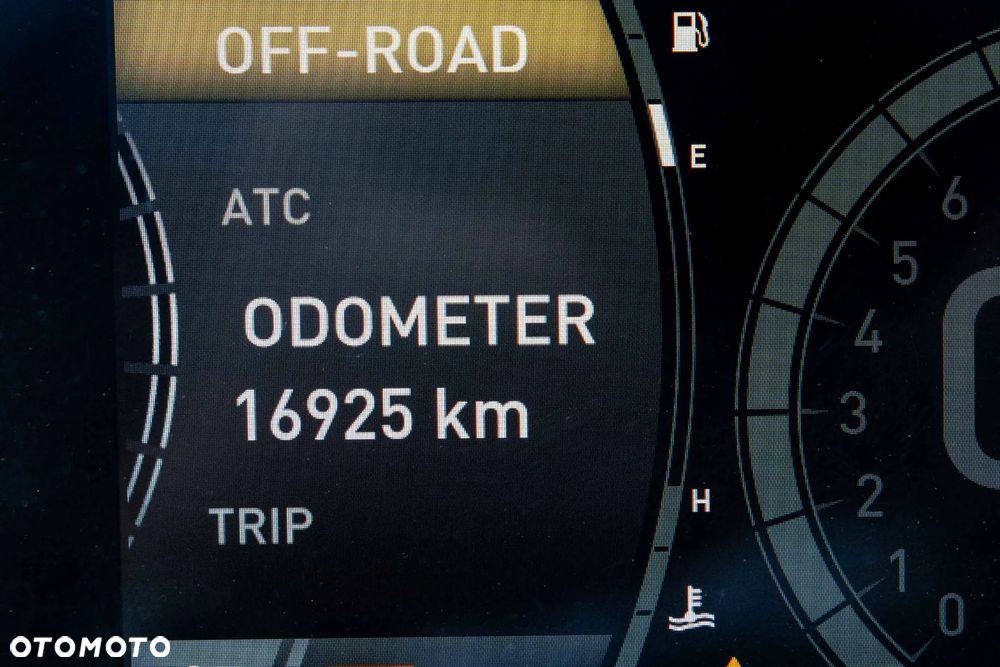 OFF-ROAD
ATC
ODOMETER
16925 km
TRIP
E
H
6
5
4
3
2
1
0
OTOMOTO